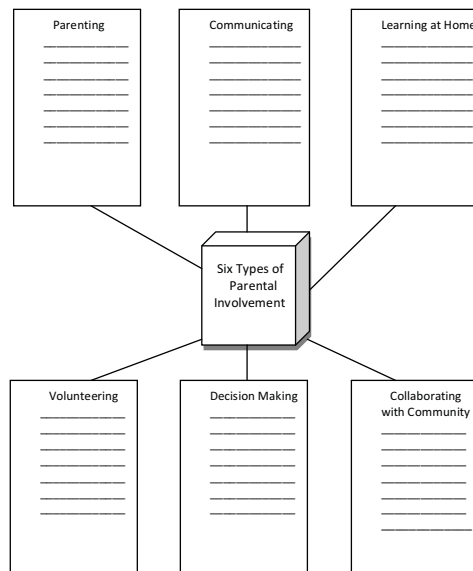 Parenting
Communicating
Learning at Home
Six Types of
Parental
Involvement
Volunteering
Decision Making
Collaborating
with Community